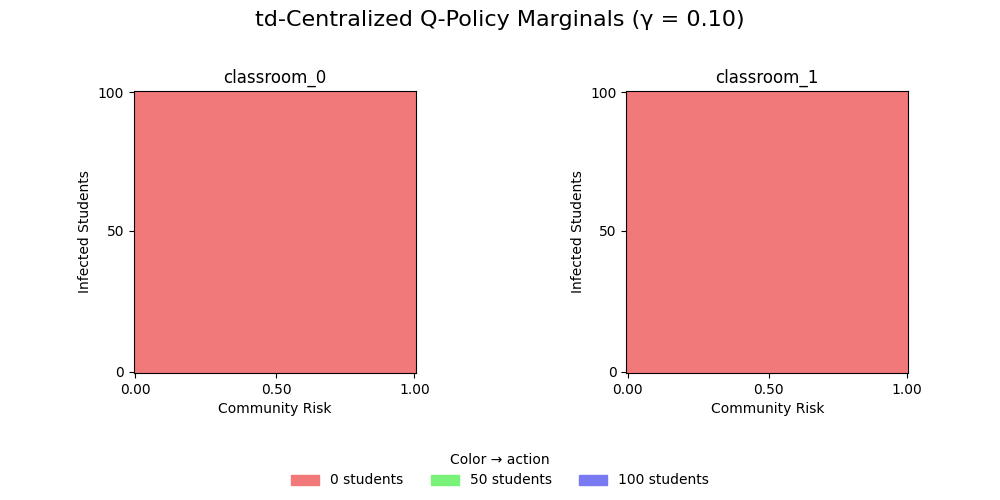 td-Centralized Q-Policy Marginals (γ = 0.10)
classroom_0
classroom_1
100
50
0
Infected Students
0.00 0.50 1.00
Community Risk
100
50
0
Infected Students
0.00 0.50 1.00
Community Risk
Color → action
0 students 50 students 100 students